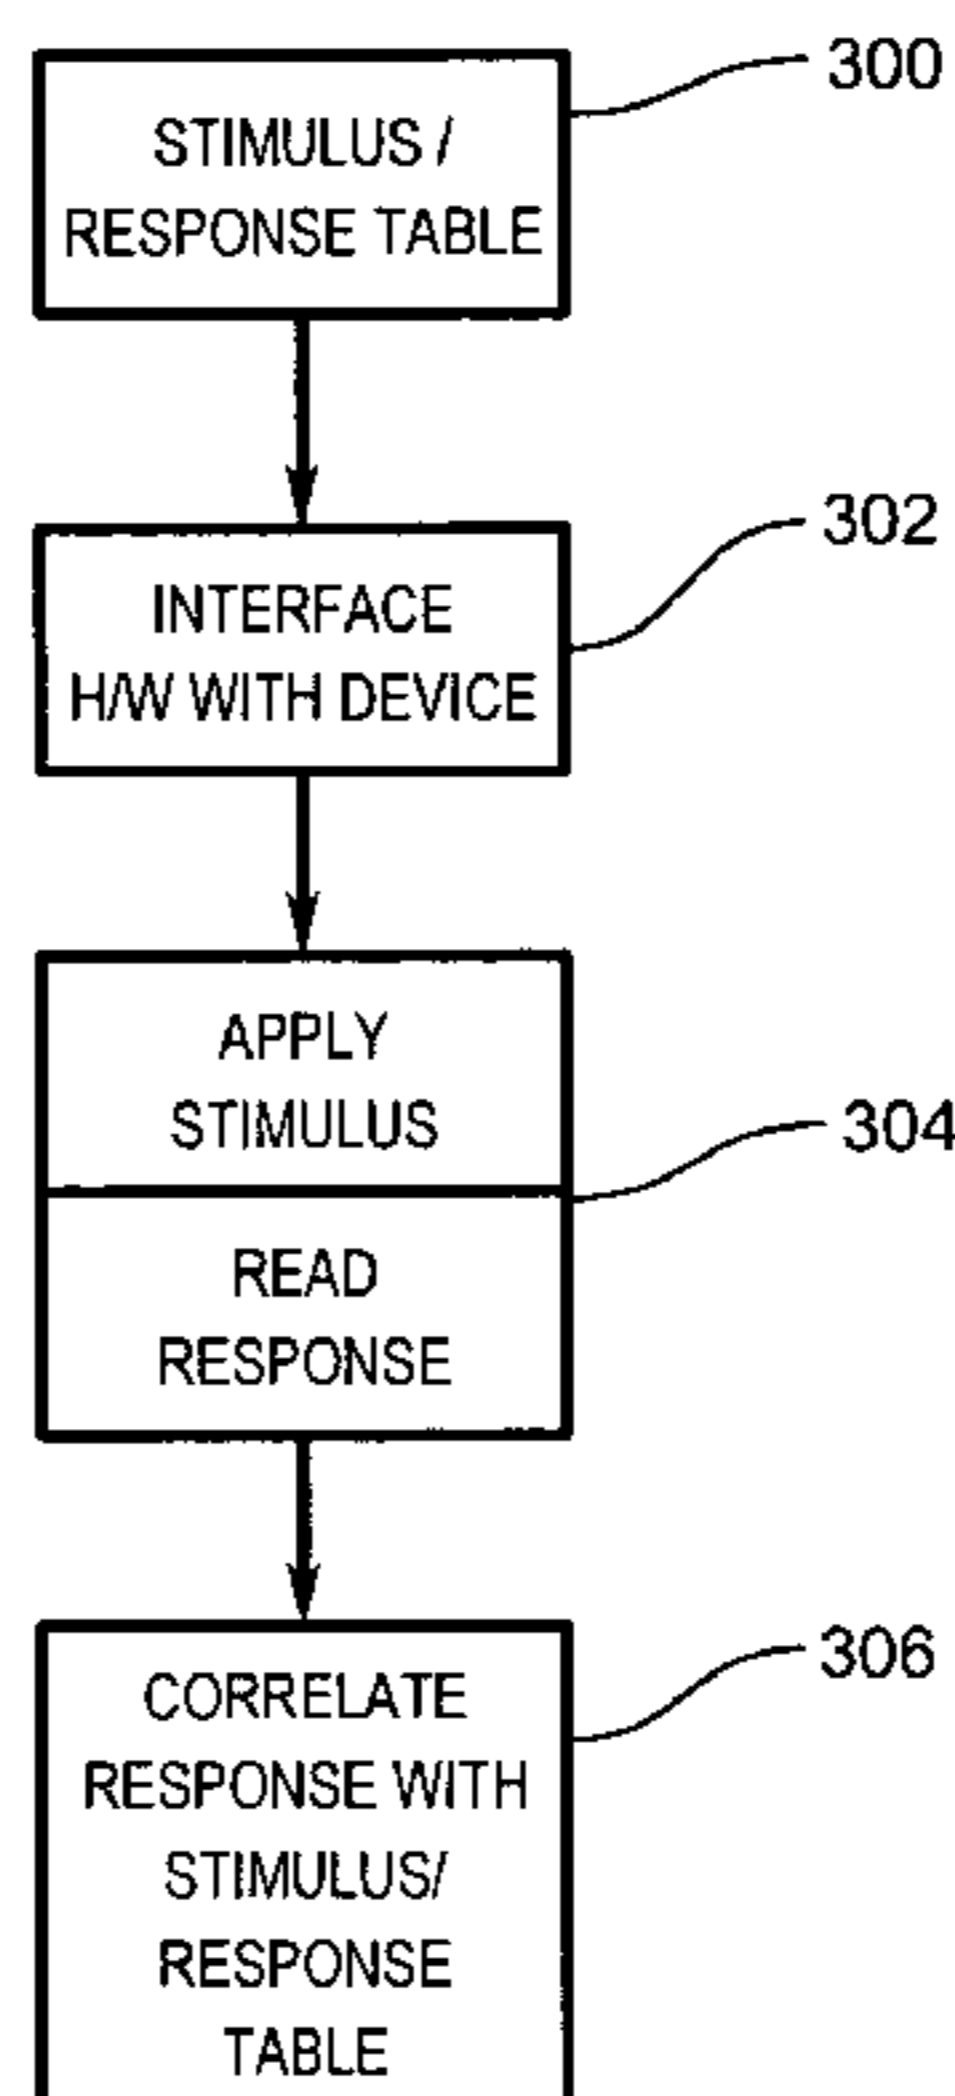 300
STIMULUS /
RESPONSE TABLE
302
INTERFACE
H/W WITH DEVICE
APPLY
STIMULUS
304
READ
RESPONSE
306
CORRELATE
RESPONSE WITH
STIMULUS/
RESPONSE
TABLE